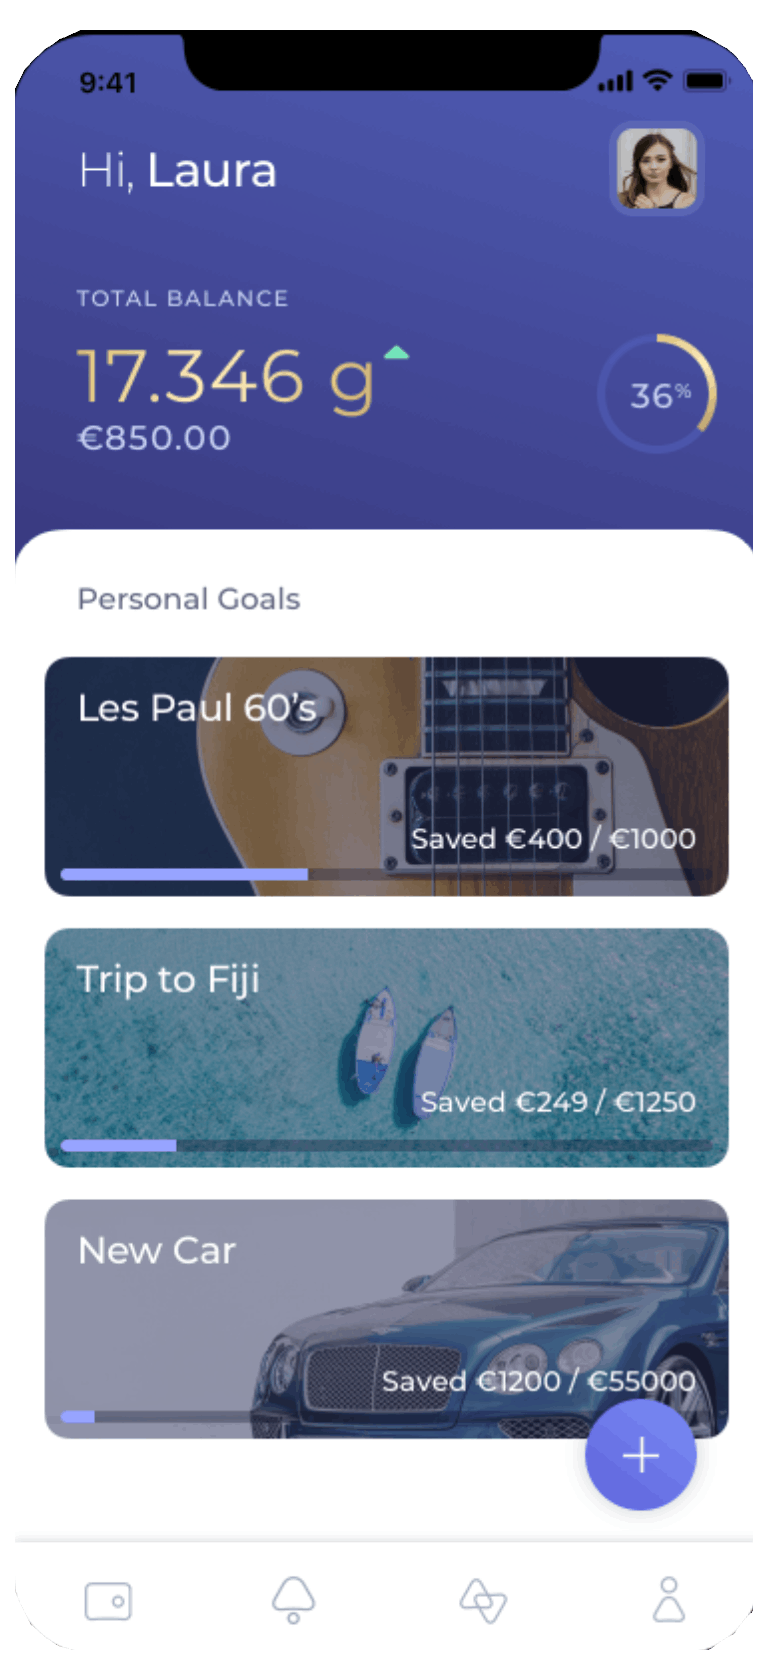 9:41
Hi, Laura
TOTAL BALANCE
17.346 g
€850.00
36%
Personal Goals
Les Paul 60's
Saved €400 / €1000
Trip to Fiji
Saved €249 / €1250
New Car
Saved €1200 / €55000